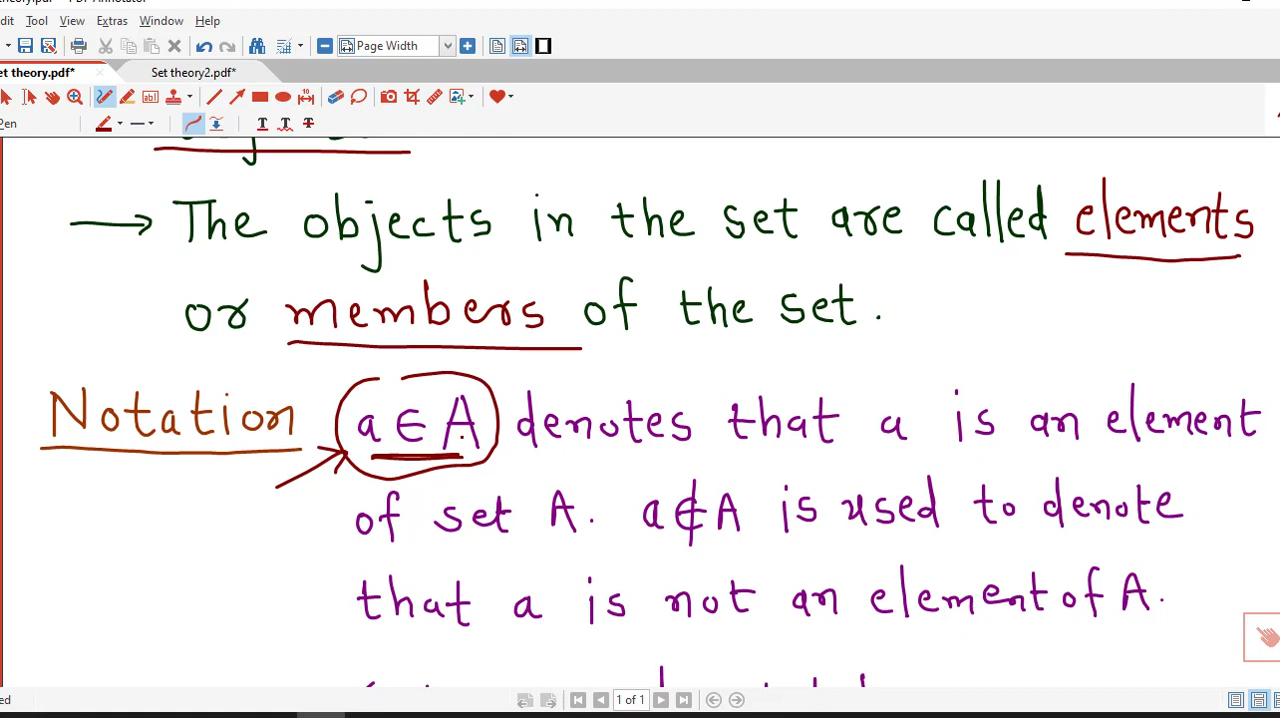 Tool View Extras Window Help
Page Width
et theory.pdf* Set theory2.pdf*
→ The objects in the set are called elements
or members of the set.
Notation a ∈ A denotes that a is an element
of set A. a ∉ A is used to denote
that a is not an element of A.
1 of 1